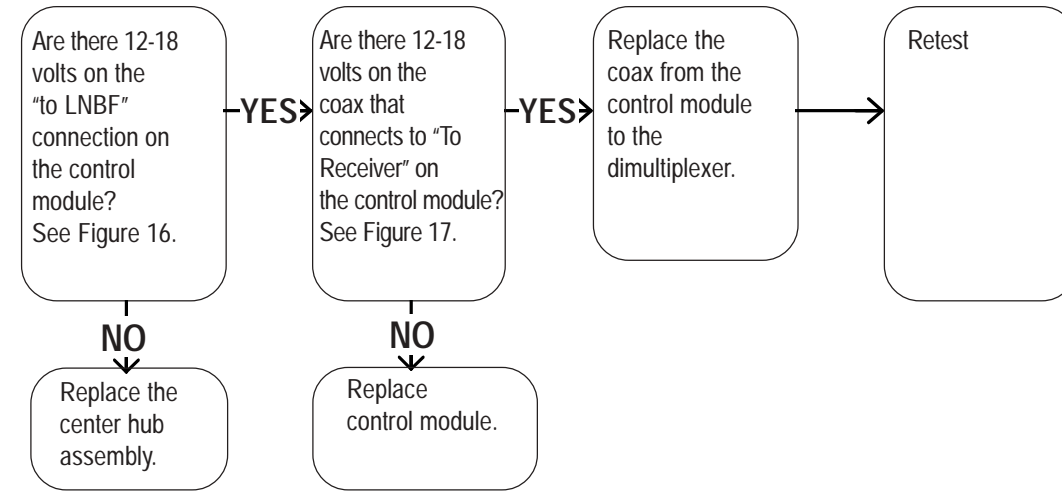 Are there 12-18
volts on the
“to LNBF”
connection on
the control
module?
See Figure 16.
YES
Are there 12-18
volts on the
coax that
connects to “To
Receiver” on
the control module?
See Figure 17.
YES
Replace the
coax from the
control module
to the
dimultiplexer.
Retest
NO
Replace the
center hub
assembly.
NO
Replace
control module.